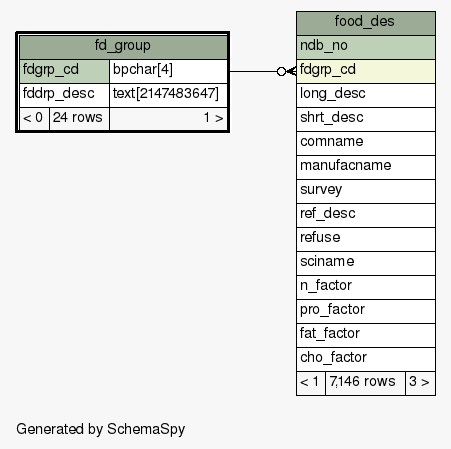 fd_group
fdgrp_cd bpchar[4]
fddrp_desc text[2147483647]
< 0 24 rows 1 >
food_des
ndb_no
fdgrp_cd
long_desc
shrt_desc
comname
manufacname
survey
ref_desc
refuse
sciname
n_factor
pro_factor
fat_factor
cho_factor
< 1 7,146 rows 3 >
Generated by SchemaSpy